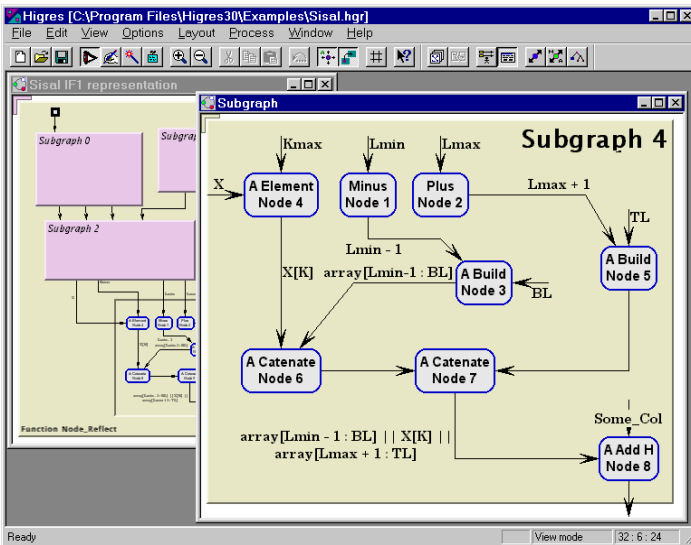 Higres [C:\Program Files\Higres30\Examples\Sisal.hgr]
File Edit View Options Layout Process Window Help
Sisal IF1 representation
Subgraph 0
Subgrap
Subgraph 2
Function Node_Reflect
Subgraph
Subgraph 4
Kmax
Lmin
Lmax
X
A Element
Node 4
Minus
Node 1
Plus
Node 2
Lmax + 1
TL
Lmin - 1
A Build
Node 5
X[K]
array[Lmin-1 : BL]
A Build
Node 3
BL
A Catenate
Node 6
A Catenate
Node 7
Some_Col
array[Lmin - 1 : BL] || X[K] ||
array[Lmax + 1 : TL]
A Add H
Node 8
Ready
View mode
32 : 6 : 24